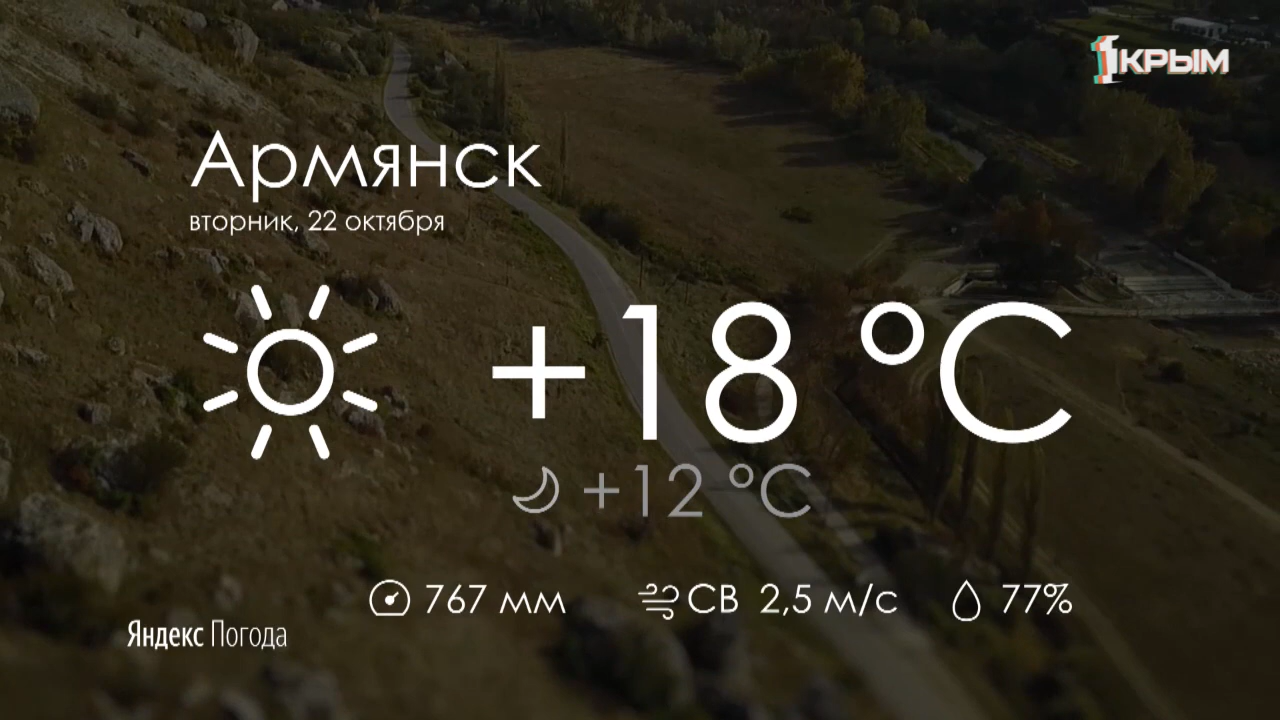 1КРЫМ
Армянск
вторник, 22 октября
+18 °C
+12 °C
767 мм СВ 2,5 м/с 77%
Яндекс Погода